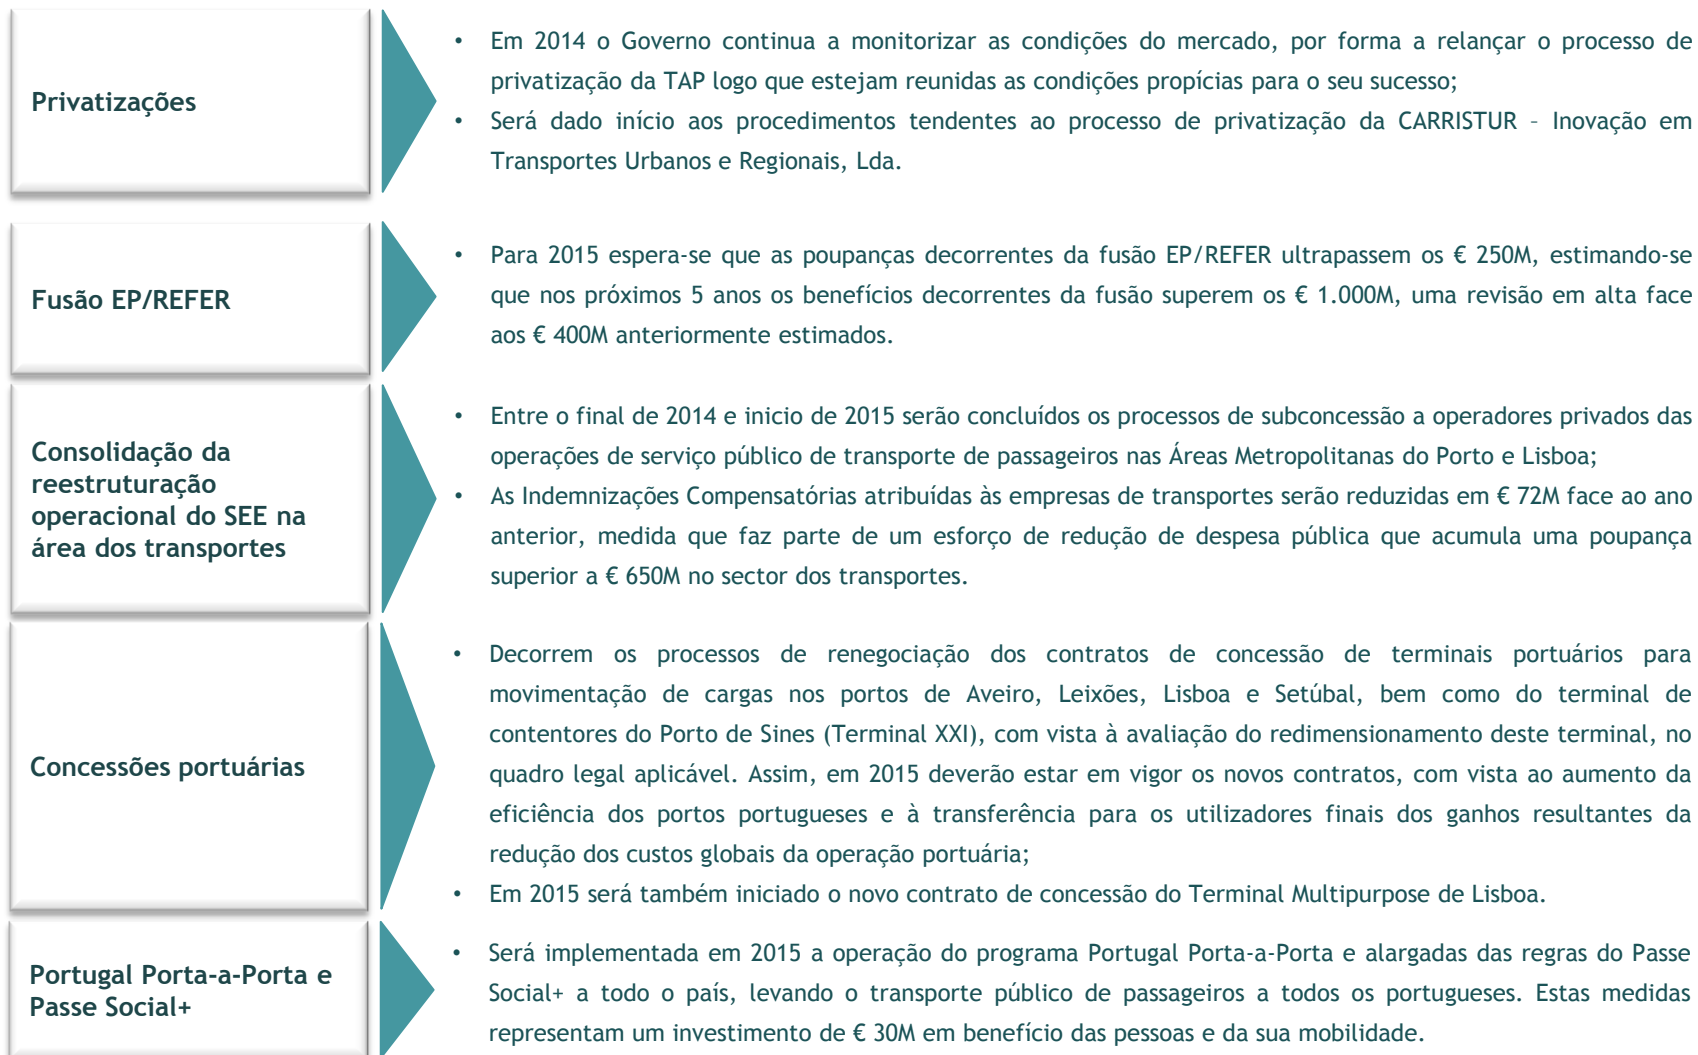 Privatizações
• Em 2014 o Governo continua a monitorizar as condições do mercado, por forma a relançar o processo de
privatização da TAP logo que estejam reunidas as condições propícias para o seu sucesso;
• Será dado início aos procedimentos tendentes ao processo de privatização da CARRISTUR – Inovação em
Transportes Urbanos e Regionais, Lda.
Fusão EP/REFER
• Para 2015 espera-se que as poupanças decorrentes da fusão EP/REFER ultrapassem os € 250M, estimando-se
que nos próximos 5 anos os benefícios decorrentes da fusão superem os € 1.000M, uma revisão em alta face
aos € 400M anteriormente estimados.
Consolidação da
reestruturação
operacional do SEE na
área dos transportes
• Entre o final de 2014 e inicio de 2015 serão concluídos os processos de subconcessão a operadores privados das
operações de serviço público de transporte de passageiros nas Áreas Metropolitanas do Porto e Lisboa;
• As Indemnizações Compensatórias atribuídas às empresas de transportes serão reduzidas em € 72M face ao ano
anterior, medida que faz parte de um esforço de redução de despesa pública que acumula uma poupança
superior a € 650M no sector dos transportes.
Concessões portuárias
• Decorrem os processos de renegociação dos contratos de concessão de terminais portuários para
movimentação de cargas nos portos de Aveiro, Leixões, Lisboa e Setúbal, bem como do terminal de
contentores do Porto de Sines (Terminal XXI), com vista à avaliação do redimensionamento deste terminal, no
quadro legal aplicável. Assim, em 2015 deverão estar em vigor os novos contratos, com vista ao aumento da
eficiência dos portos portugueses e à transferência para os utilizadores finais dos ganhos resultantes da
redução dos custos globais da operação portuária;
• Em 2015 será também iniciado o novo contrato de concessão do Terminal Multipurpose de Lisboa.
Portugal Porta-a-Porta e
Passe Social+
• Será implementada em 2015 a operação do programa Portugal Porta-a-Porta e alargadas das regras do Passe
Social+ a todo o país, levando o transporte público de passageiros a todos os portugueses. Estas medidas
representam um investimento de € 30M em benefício das pessoas e da sua mobilidade.